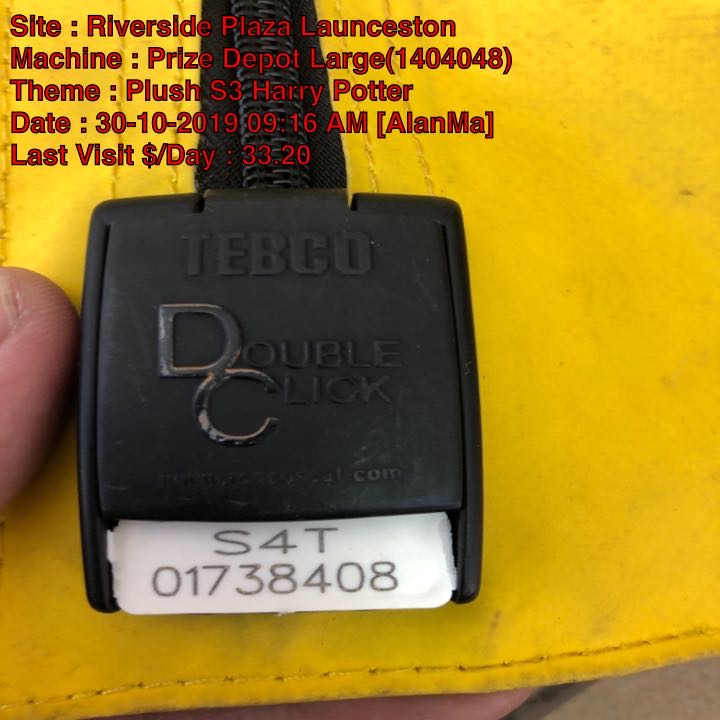 Site : Riverside Plaza Launceston
Machine : Prize Depot Large(1404048)
Theme : Plush S3 Harry Potter
Date : 30-10-2019 09:16 AM [AlanMa]
Last Visit $/Day : 33.20
TEBCO
DOUBLE
CLICK
S4T
01738408